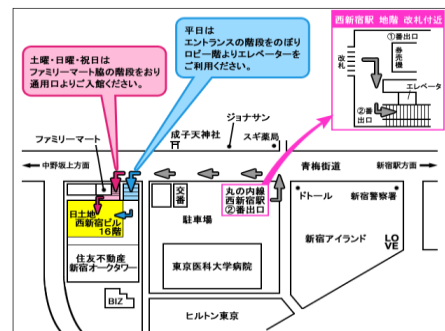 西新宿駅 地階 改札付近
①番出口
改札
券売機
エレベータ
②番出口
平日は
エントランスの階段をのぼり
ロビー階よりエレベーターを
ご利用ください。
土曜・日曜・祝日は
ファミリーマート脇の階段をおり
通用口よりご入館ください。
ファミリーマート
成子天神社
ジョナサン
スギ薬局
中野坂上方面
青梅街道
新宿駅方面
交番
丸の内線
西新宿駅
②番出口
ドトール
新宿警察署
日土地
西新宿ビル
16階
駐車場
新宿アイランド
LO
VE
住友不動産
新宿オークタワー
東京医科大学病院
BIZ
ヒルトン東京